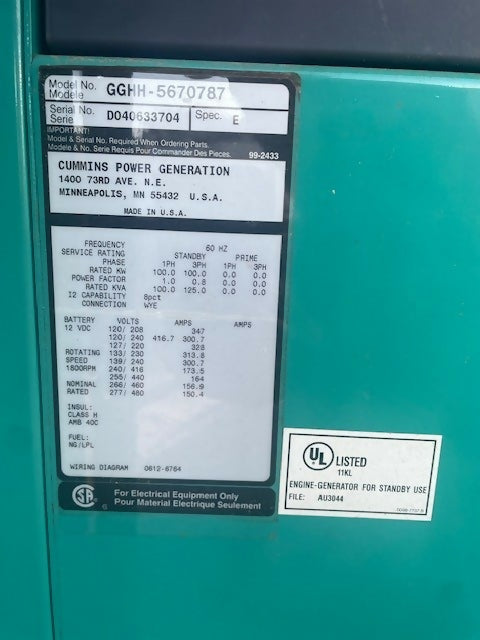 Model No. GGHH-5670787
Modele
Serial No. D040633704 Spec. E
Serie
IMPORTANT!
Model & Serial No. Required When Ordering Parts.
Modele & No. Serie Requis Pour Commander Des Pieces. 99-2433
CUMMINS POWER GENERATION
1400 73RD AVE. N.E.
MINNEAPOLIS, MN 55432 U.S.A.
MADE IN U.S.A.
FREQUENCY 60 HZ
SERVICE RATING STANDBY PRIME
PHASE 1PH 3PH 1PH 3PH
RATED KW 100.0 100.0 0.0 0.0
POWER FACTOR 1.0 0.8 0.0 0.0
RATED KVA 100.0 125.0 0.0 0.0
I2 CAPABILITY 8pct
CONNECTION WYE
BATTERY VOLTS AMPS AMPS
12 VDC 120/ 208 347
120/ 240 416.7 300.7
127/ 220 328
ROTATING 133/ 230 313.8
SPEED 139/ 240 300.7
1800RPM 240/ 416 173.5
255/ 440 164
NOMINAL 266/ 460 156.9
RATED 277/ 480 150.4
INSUL:
CLASS H
AMB 40C
FUEL:
NG/LPL
WIRING DIAGRAM 0612-6764
SA 6 For Electrical Equipment Only
Pour Material Electrique Seulement
UL LISTED
11KL
ENGINE-GENERATOR FOR STANDBY USE
FILE: AU3044